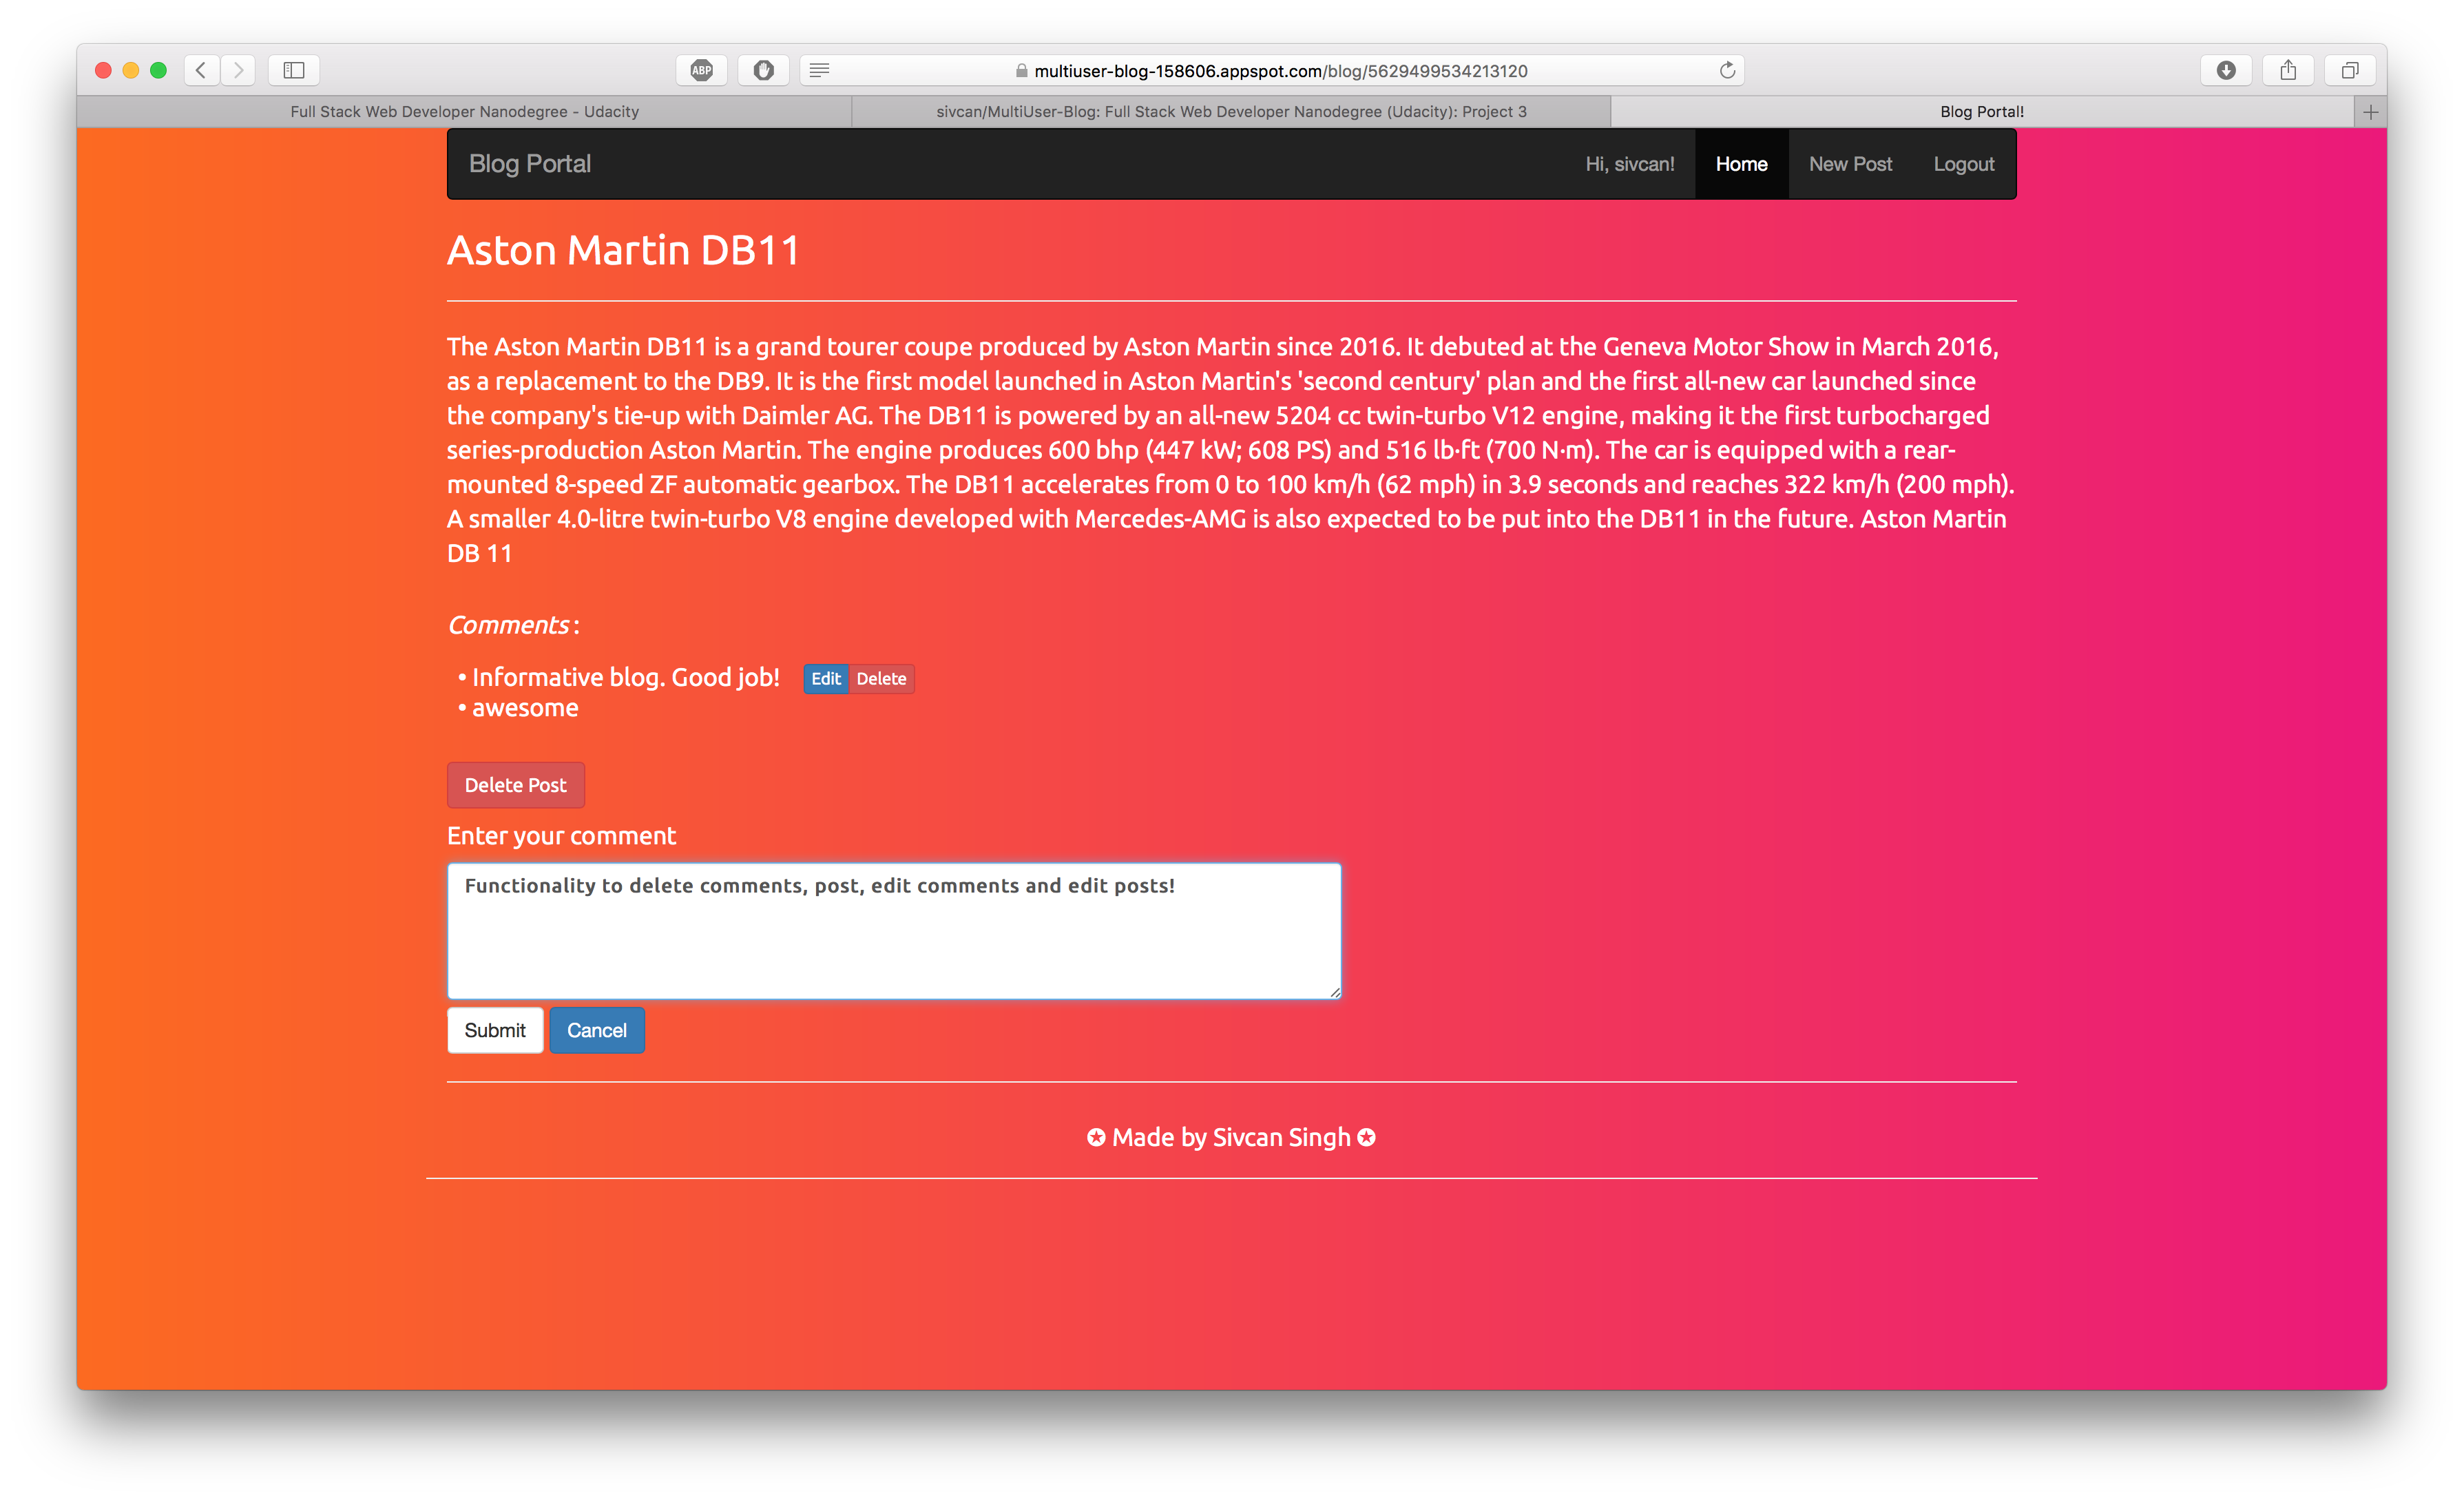 ABP
multiuser-blog-158606.appspot.com/blog/5629499534213120
Full Stack Web Developer Nanodegree - Udacity
sivcan/MultiUser-Blog: Full Stack Web Developer Nanodegree (Udacity): Project 3
Blog Portal!
Blog Portal
Hi, sivcan!
Home
New Post
Logout
Aston Martin DB11
The Aston Martin DB11 is a grand tourer coupe produced by Aston Martin since 2016. It debuted at the Geneva Motor Show in March 2016,
as a replacement to the DB9. It is the first model launched in Aston Martin's 'second century' plan and the first all-new car launched since
the company's tie-up with Daimler AG. The DB11 is powered by an all-new 5204 cc twin-turbo V12 engine, making it the first turbocharged
series-production Aston Martin. The engine produces 600 bhp (447 kW; 608 PS) and 516 lb·ft (700 N·m). The car is equipped with a rear-
mounted 8-speed ZF automatic gearbox. The DB11 accelerates from 0 to 100 km/h (62 mph) in 3.9 seconds and reaches 322 km/h (200 mph).
A smaller 4.0-litre twin-turbo V8 engine developed with Mercedes-AMG is also expected to be put into the DB11 in the future. Aston Martin
DB 11
Comments :
• Informative blog. Good job! Edit Delete
• awesome
Delete Post
Enter your comment
Functionality to delete comments, post, edit comments and edit posts!
Submit Cancel
✪ Made by Sivcan Singh ✪